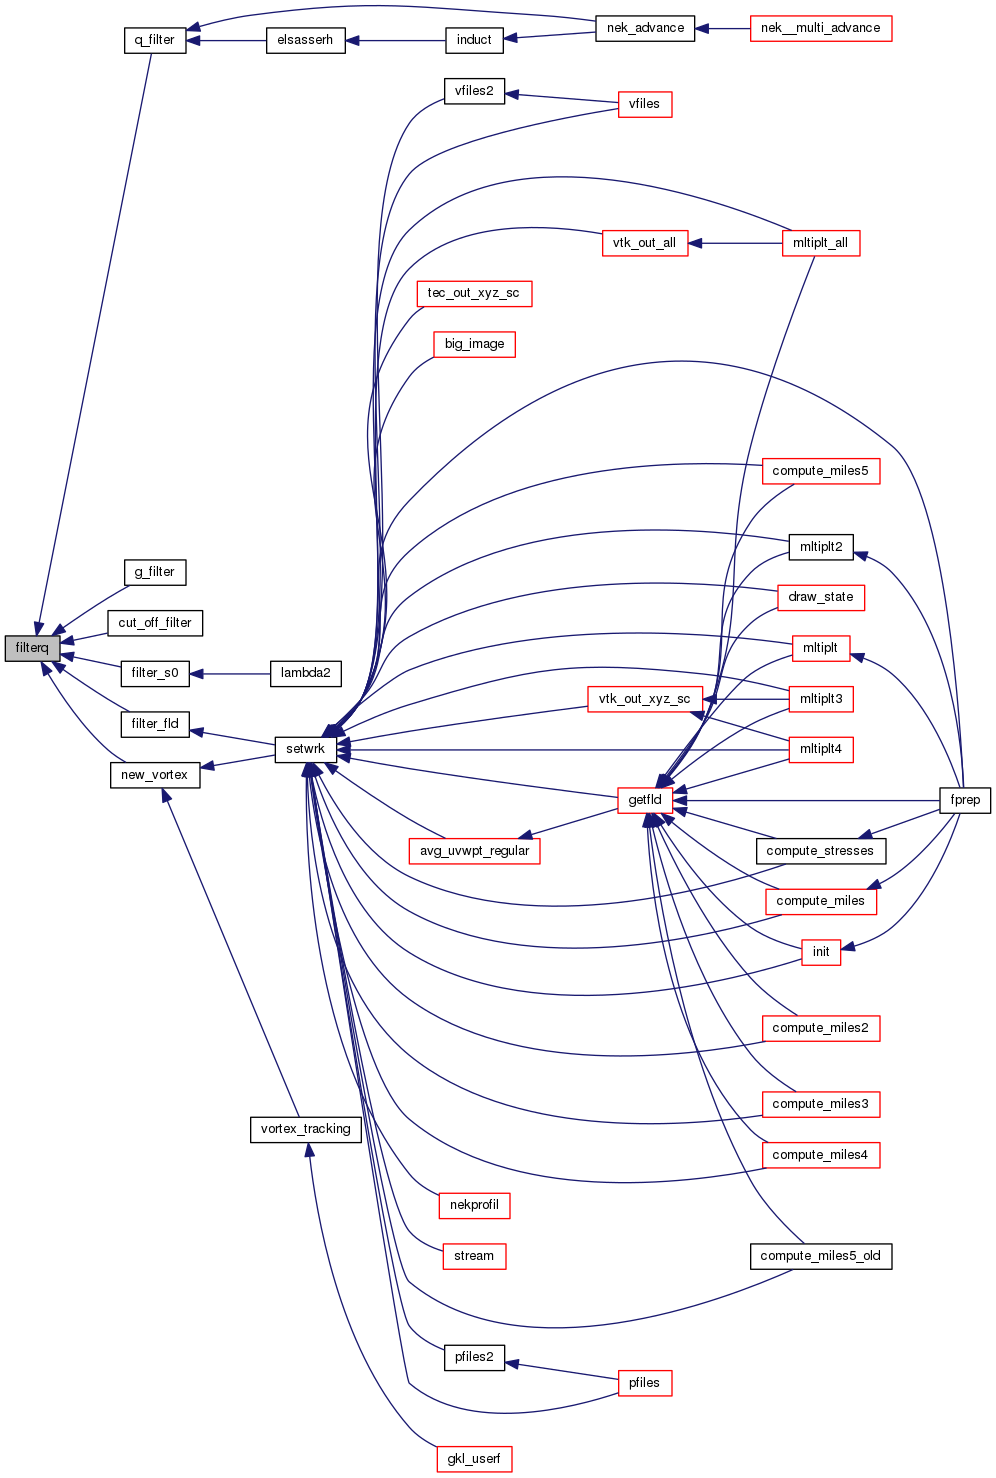 q_filter
elsasserh
induct
nek_advance
nek__multi_advance
vfiles2
vfiles
vtk_out_all
mltiplt_all
tec_out_xyz_sc
big_image
compute_miles5
mltiplt2
g_filter
draw_state
cut_off_filter
filterq
mltiplt
filter_s0
lambda2
vtk_out_xyz_sc
mltiplt3
filter_fld
setwrk
mltiplt4
new_vortex
getfld
fprep
avg_uvwpt_regular
compute_stresses
compute_miles
init
compute_miles2
compute_miles3
vortex_tracking
compute_miles4
nekprofil
stream
compute_miles5_old
pfiles2
pfiles
gkl_userf